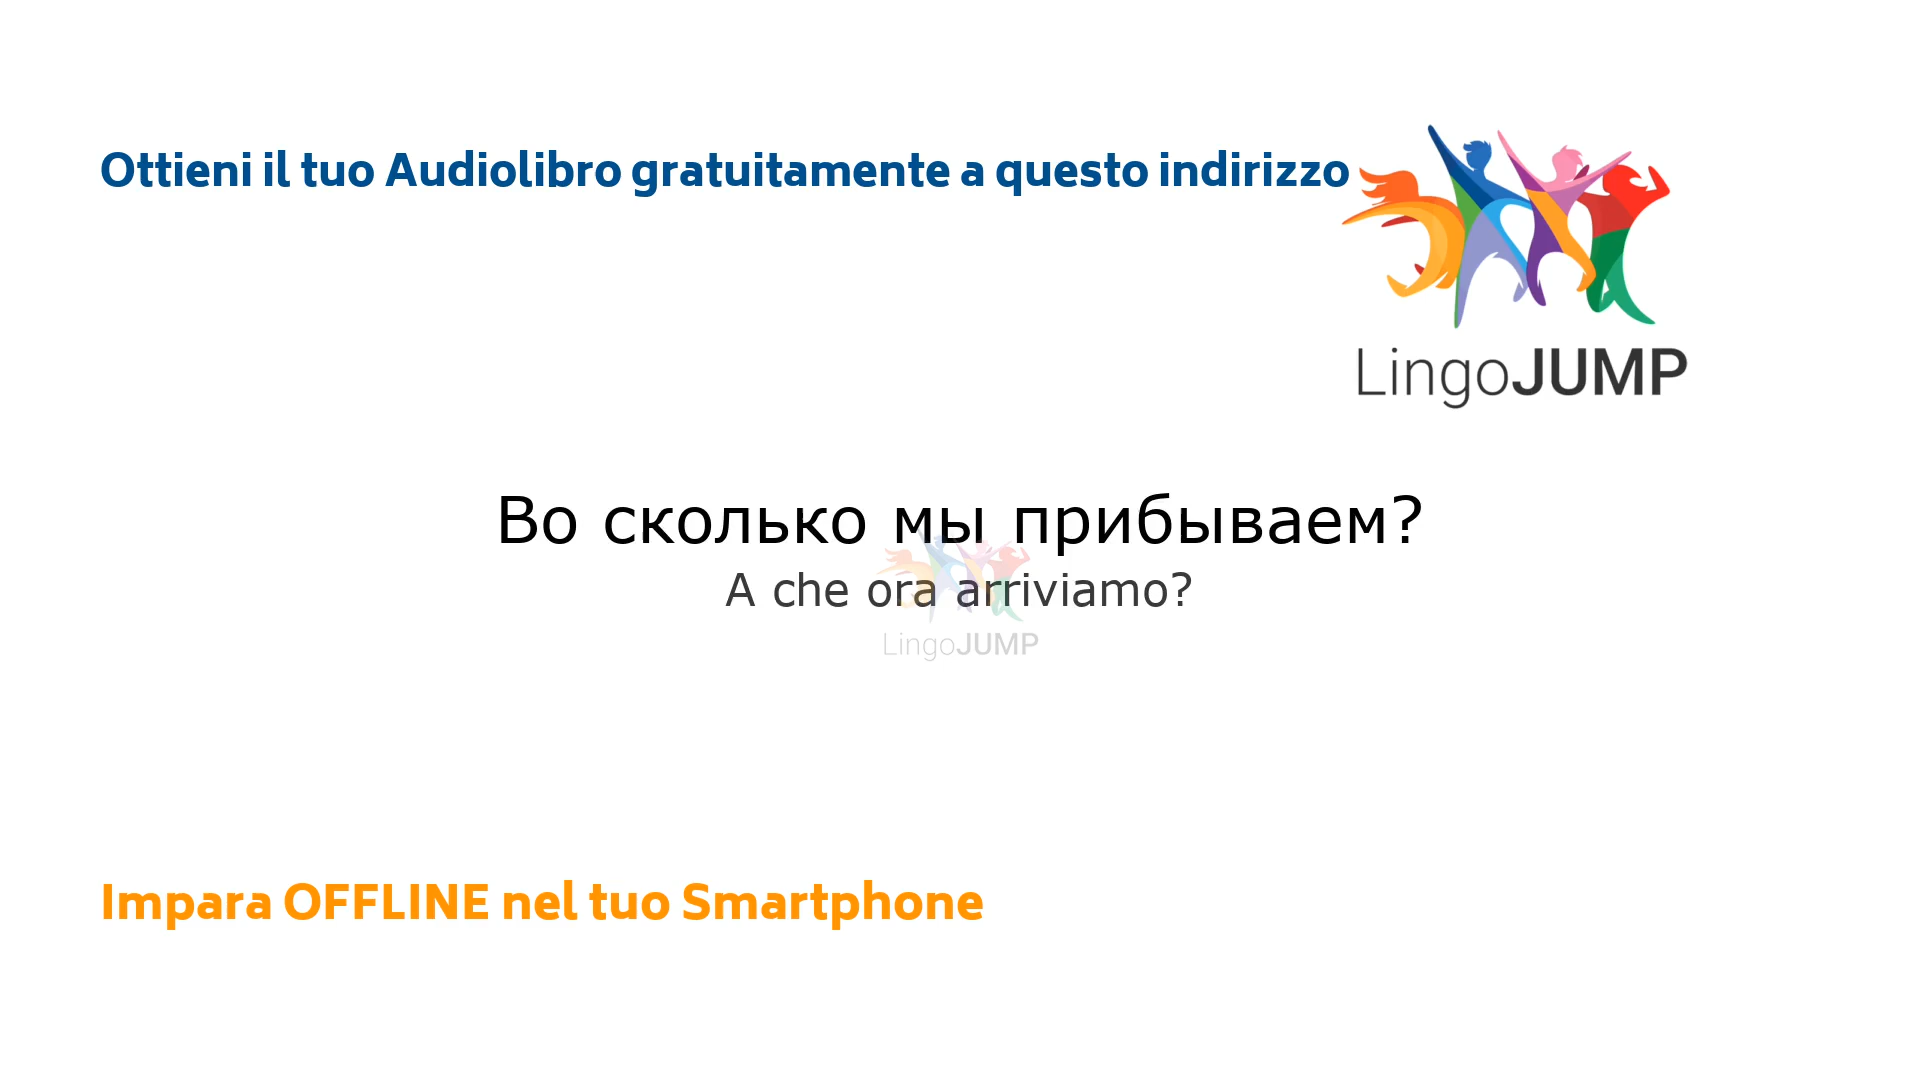 Ottieni il tuo Audiolibro gratuitamente a questo indirizzo
LingoJUMP
Во сколько мы прибываем?
A che ora arriviamo?
LingoJUMP
Impara OFFLINE nel tuo Smartphone